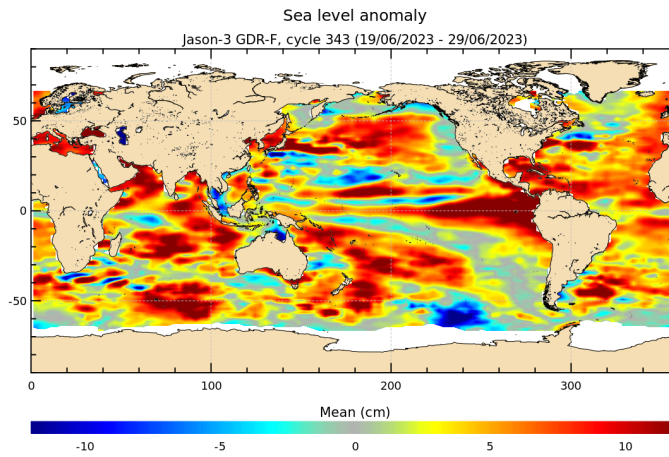 Sea level anomaly
Jason-3 GDR-F, cycle 343 (19/06/2023 - 29/06/2023)
50
0
-50
0 100 200 300
Mean (cm)
-10 -5 0 5 10